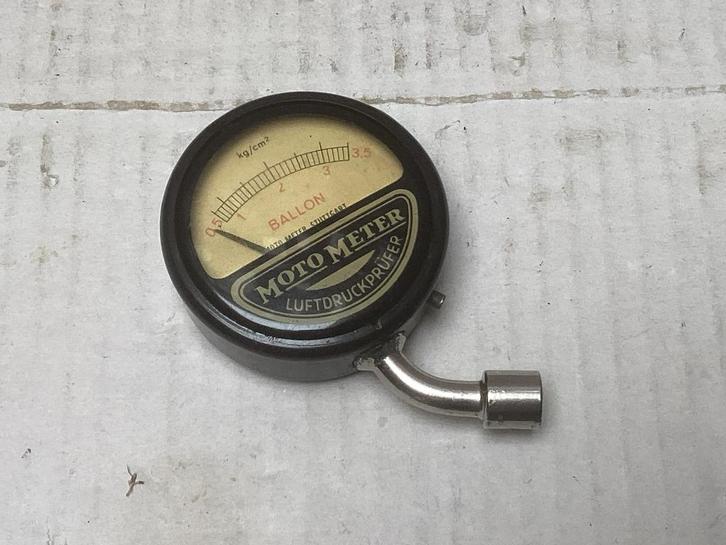 kg/cm²
0,5 1 2 3 3,5
BALLON
MOTO METER STUTTGART
MOTO METER
LUFTDRUCKPRÜFER